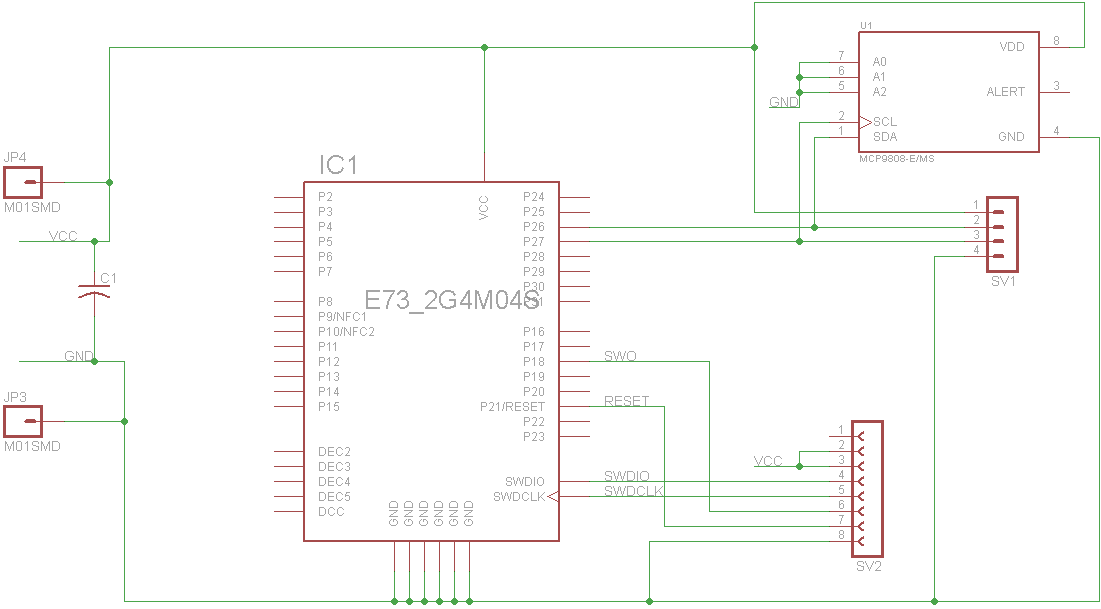 U1
7 A0 VDD 8
6 A1
5 A2 ALERT 3
GND
2 SCL
1 SDA GND 4
MCP9808-E/MS
JP4
M01SMD
VCC
C1
GND
JP3
M01SMD
IC1
VCC
P2 P24
P3 P25
P4 P26
P5 P27
P6 P28
P7 P29
P30
P8 P31
E73_2G4M04S
P9/NFC1
P10/NFC2 P16
P11 P17
P12 P18 SWO
P13 P19
P14 P20
P15 P21/RESET RESET
P22
P23
DEC2
DEC3
DEC4 SWDIO SWDIO
DEC5 SWDCLK SWDCLK
DCC
GND GND GND GND GND GND
1
2
3
4
SV1
VCC
1
2
3
4
5
6
7
8
SV2